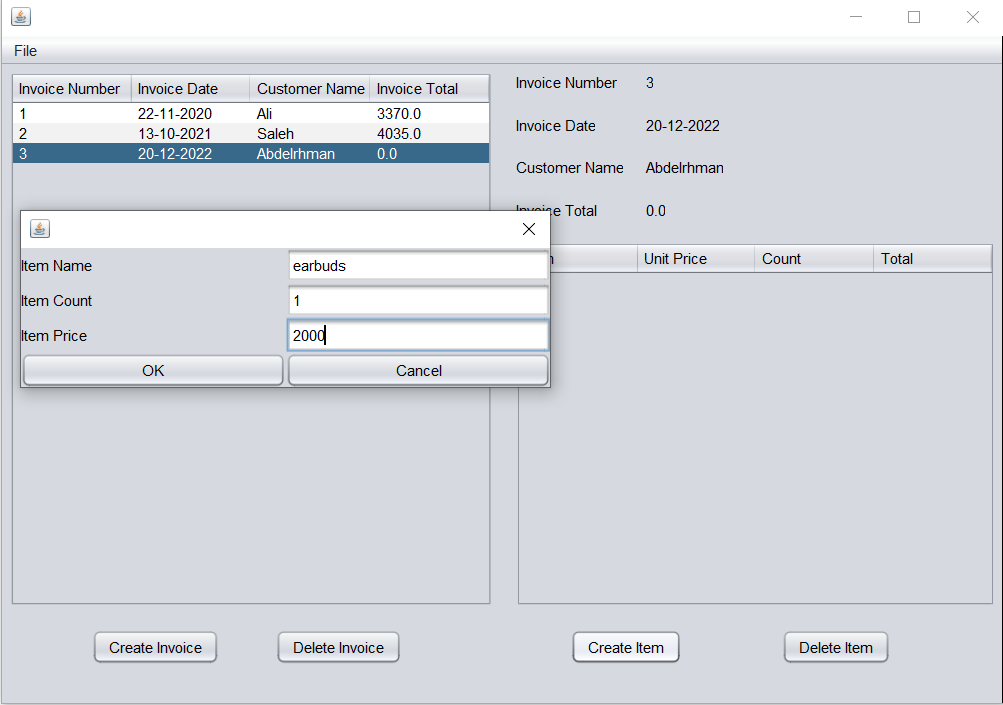 File
Invoice Number Invoice Date Customer Name Invoice Total
1 22-11-2020 Ali 3370.0
2 13-10-2021 Saleh 4035.0
3 20-12-2022 Abdelrhman 0.0
Invoice Number 3
Invoice Date 20-12-2022
Customer Name Abdelrhman
Invoice Total 0.0
Item Name earbuds
Item Count 1
Item Price 2000
OK Cancel
Unit Price Count Total
Create Invoice Delete Invoice Create Item Delete Item